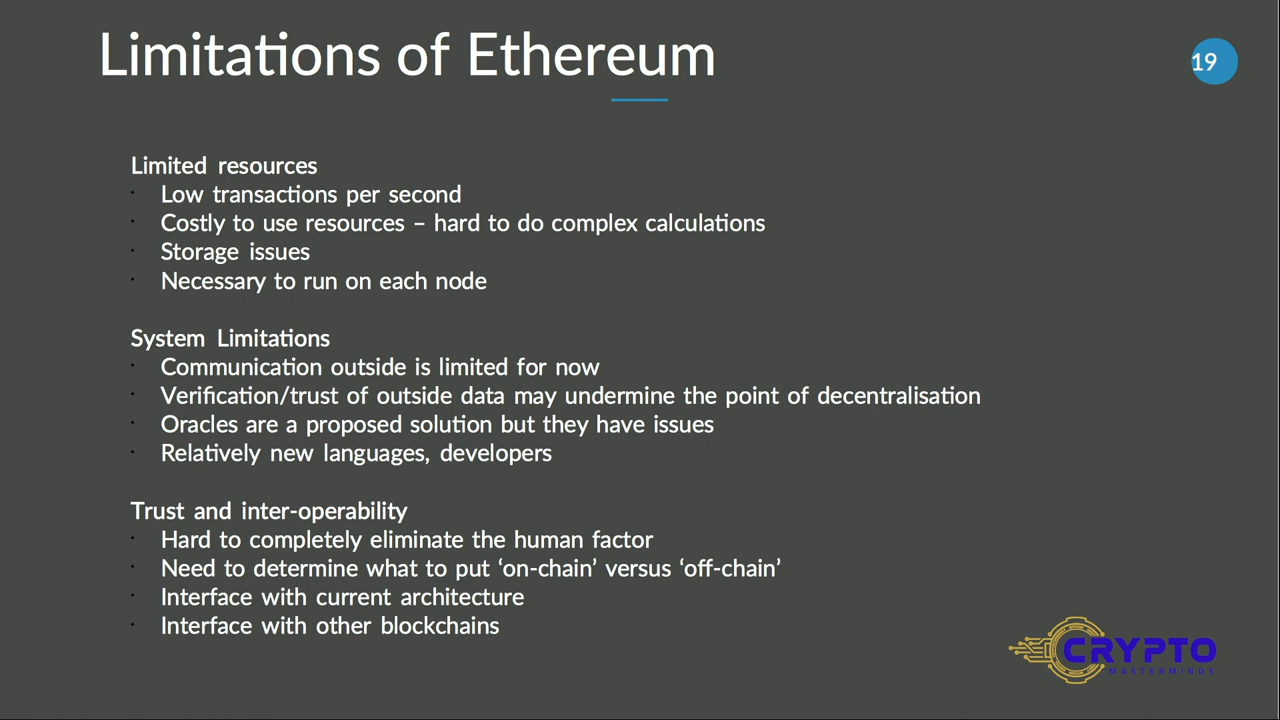 Limitations of Ethereum
19
Limited resources
· Low transactions per second
· Costly to use resources – hard to do complex calculations
· Storage issues
· Necessary to run on each node
System Limitations
· Communication outside is limited for now
· Verification/trust of outside data may undermine the point of decentralisation
· Oracles are a proposed solution but they have issues
· Relatively new languages, developers
Trust and inter-operability
· Hard to completely eliminate the human factor
· Need to determine what to put ‘on-chain’ versus ‘off-chain’
· Interface with current architecture
· Interface with other blockchains
CRYPTO
MASTERMINDS